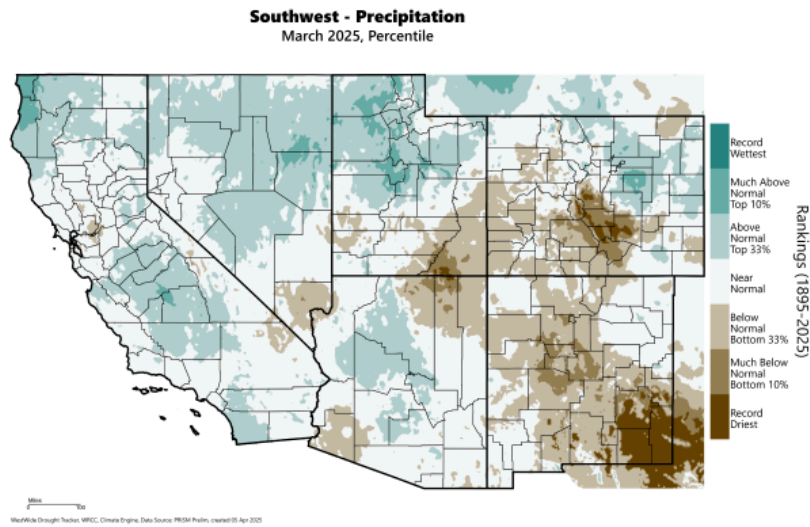 Southwest - Precipitation
March 2025, Percentile
Record
Wettest
Much Above
Normal
Top 10%
Above
Normal
Top 33%
Near
Normal
Below
Normal
Bottom 33%
Much Below
Normal
Bottom 10%
Record
Driest
Rankings (1895-2025)
Miles
WestWide Drought Tracker, WRCC, Climate Engine, Data Source: PRISM Prelim, created 05 Apr 2025